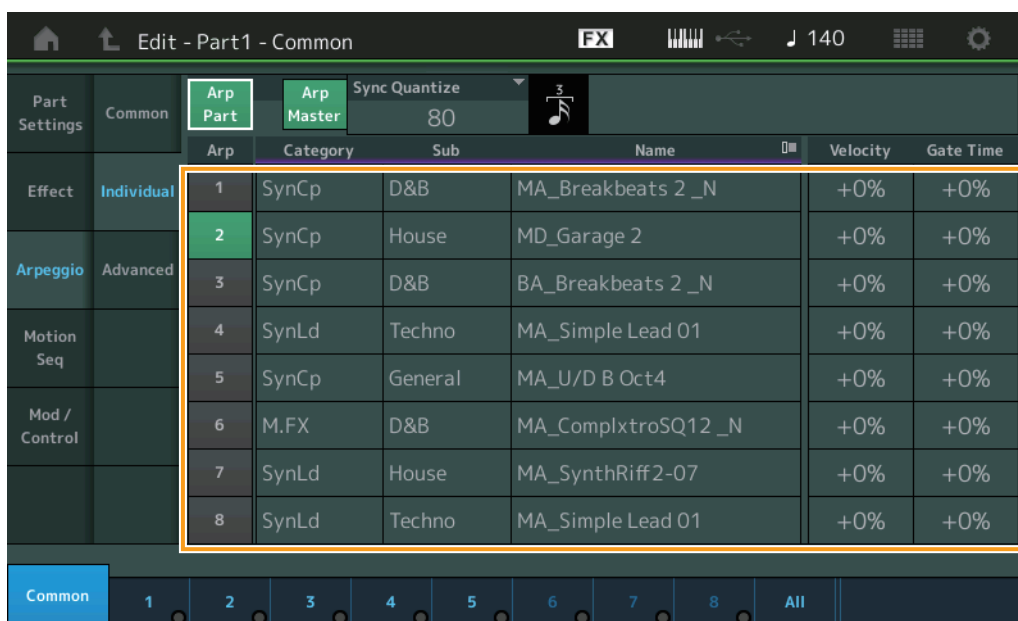 Edit - Part1 - Common FX 140
Part Settings Common Arp Part Arp Master Sync Quantize 80 3
Arp Category Sub Name Velocity Gate Time
Effect Individual 1 SynCp D&B MA_Breakbeats 2 _N +0% +0%
2 SynCp House MD_Garage 2 +0% +0%
Arpeggio Advanced 3 SynCp D&B BA_Breakbeats 2 _N +0% +0%
Motion Seq 4 SynLd Techno MA_Simple Lead 01 +0% +0%
5 SynCp General MA_U/D B Oct4 +0% +0%
Mod / Control 6 M.FX D&B MA_ComplxtroSQ12 _N +0% +0%
7 SynLd House MA_SynthRiff2-07 +0% +0%
8 SynLd Techno MA_Simple Lead 01 +0% +0%
Common 1 2 3 4 5 6 7 8 All